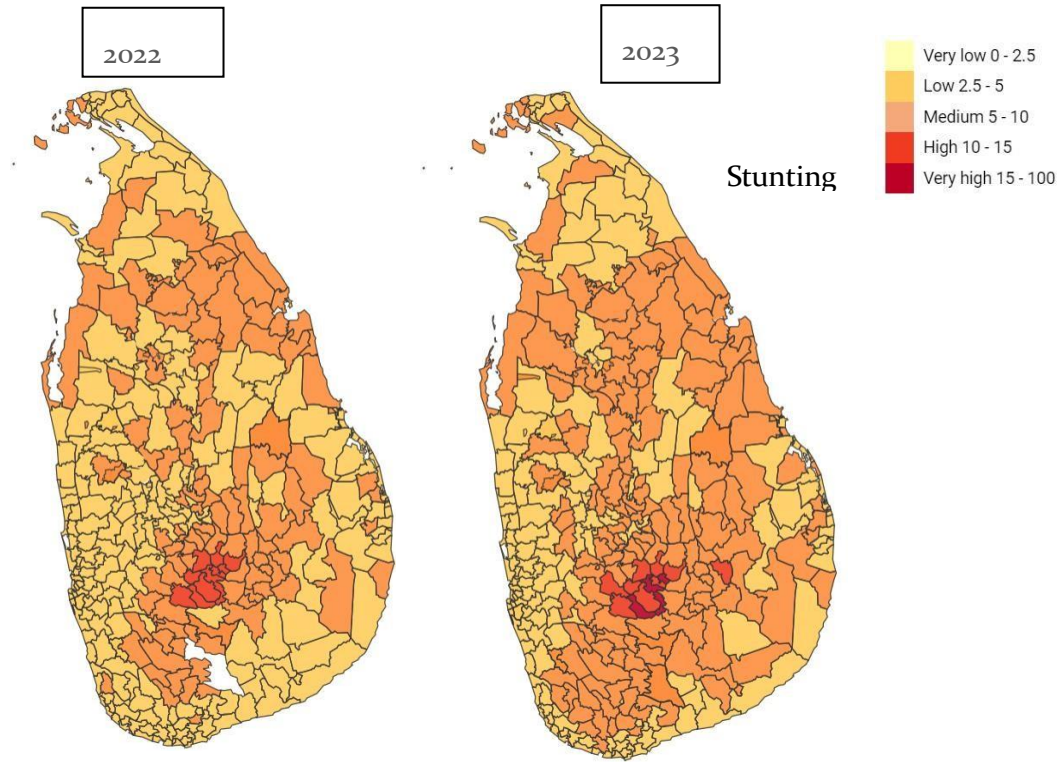 2022
2023
Very low 0 - 2.5
Low 2.5 - 5
Medium 5 - 10
High 10 - 15
Very high 15 - 100
Stunting